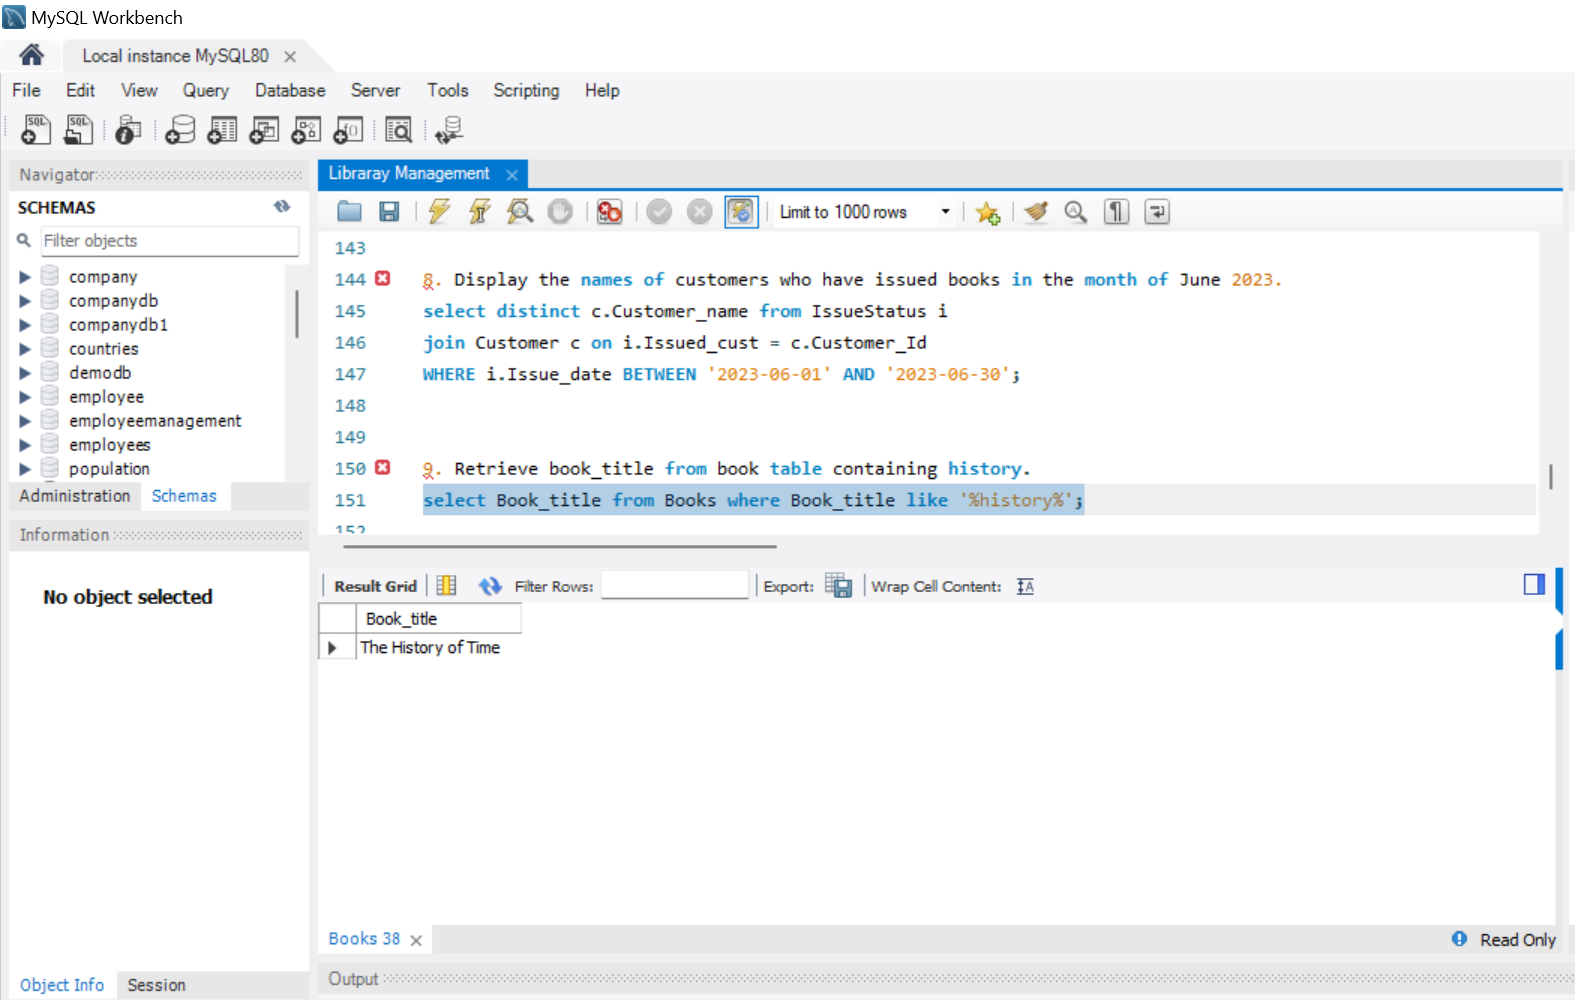 MySQL Workbench
Local instance MySQL80
File Edit View Query Database Server Tools Scripting Help
Navigator
SCHEMAS
Filter objects
company
companydb
companydb1
countries
demodb
employee
employeemanagement
employees
population
Administration Schemas
Information
No object selected
Object Info Session
Libraray Management
Limit to 1000 rows
143
144 8. Display the names of customers who have issued books in the month of June 2023.
145 select distinct c.Customer_name from IssueStatus i
146 join Customer c on i.Issued_cust = c.Customer_Id
147 WHERE i.Issue_date BETWEEN '2023-06-01' AND '2023-06-30';
148
149
150 9. Retrieve book_title from book table containing history.
151 select Book_title from Books where Book_title like '%history%';
152
Result Grid Filter Rows: Export: Wrap Cell Content:
Book_title
The History of Time
Books 38
Read Only
Output